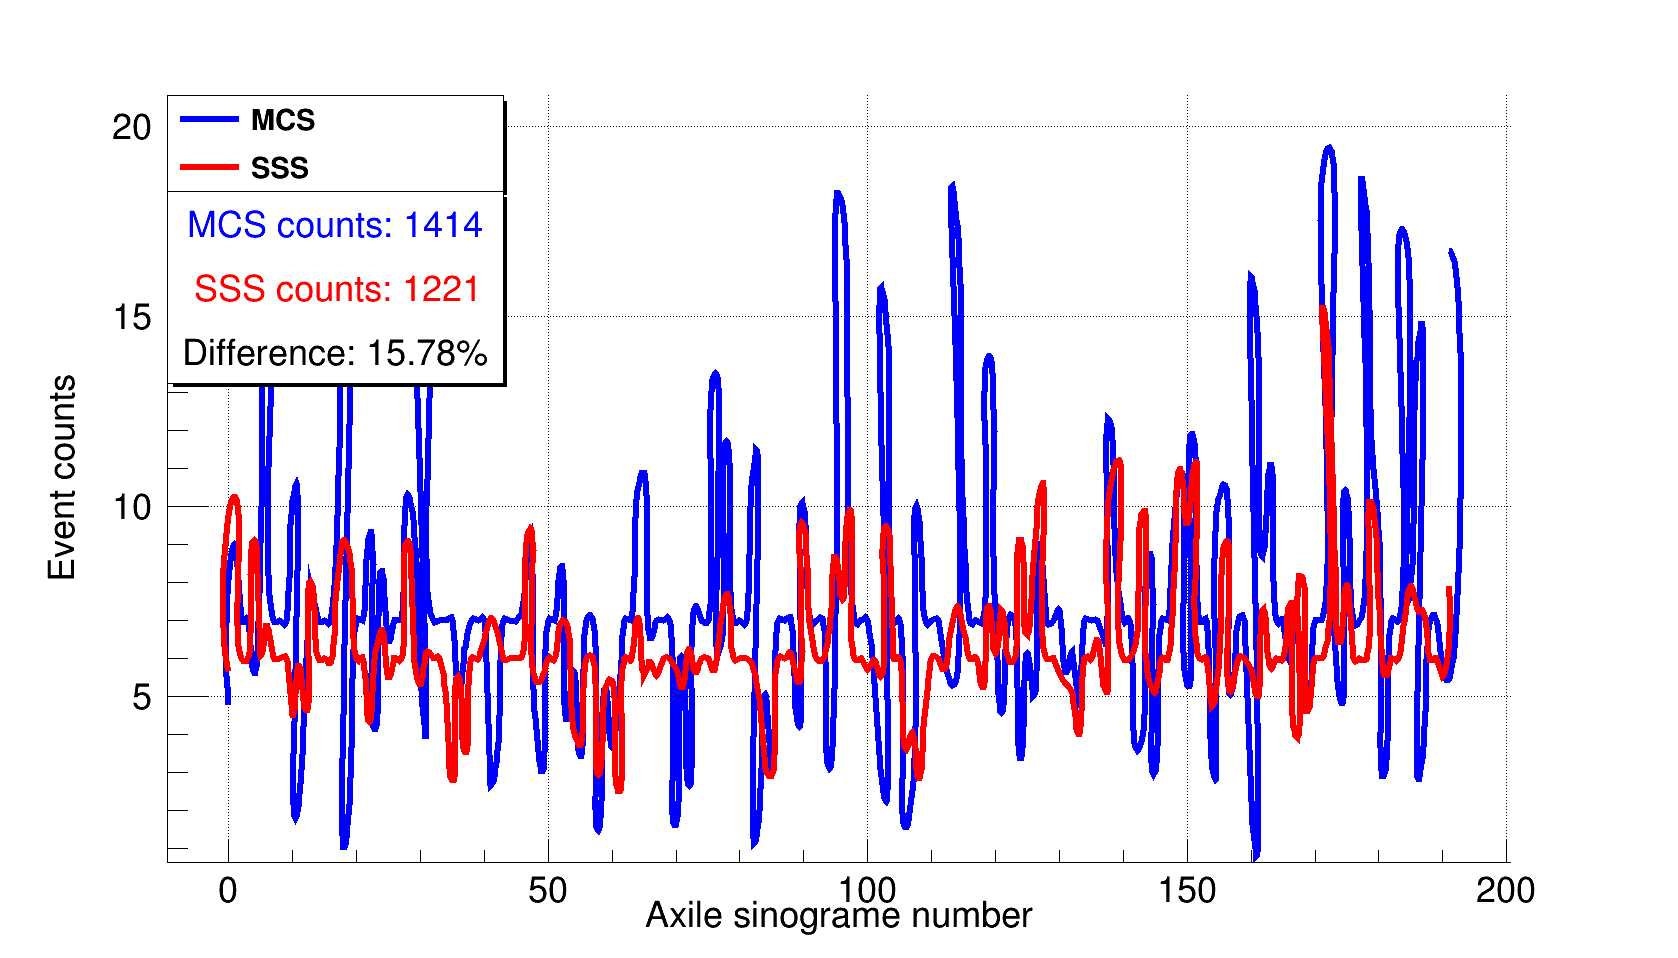 MCS
SSS
MCS counts: 1414
SSS counts: 1221
Difference: 15.78%
20
15
10
5
Event counts
0 50 100 150 200
Axile sinograme number